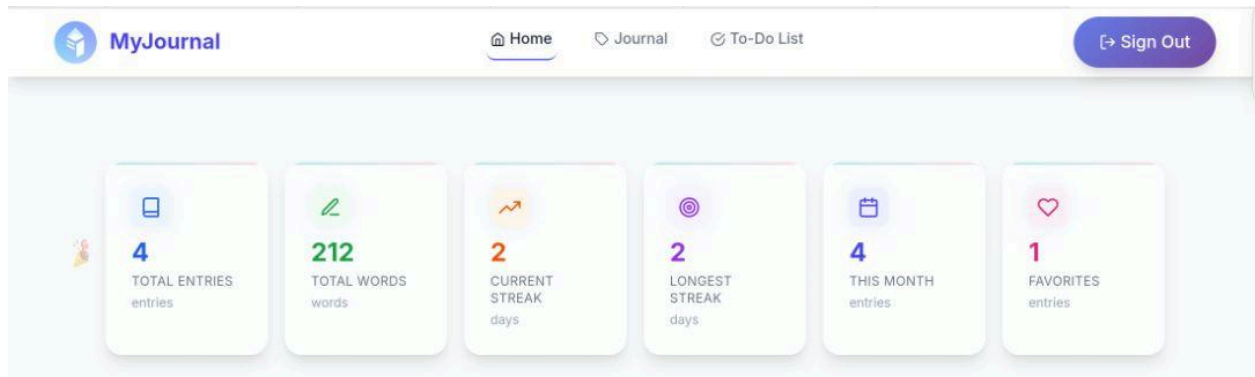 MyJournal
Home
Journal
To-Do List
Sign Out
4
TOTAL ENTRIES
entries
212
TOTAL WORDS
words
2
CURRENT
STREAK
days
2
LONGEST
STREAK
days
4
THIS MONTH
entries
1
FAVORITES
entries